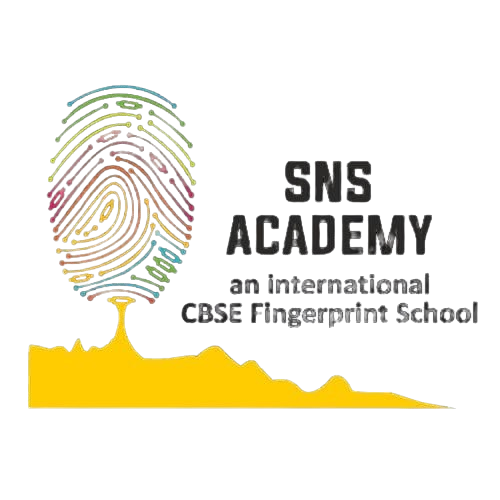 SNS
ACADEMY
an international
CBSE Fingerprint School